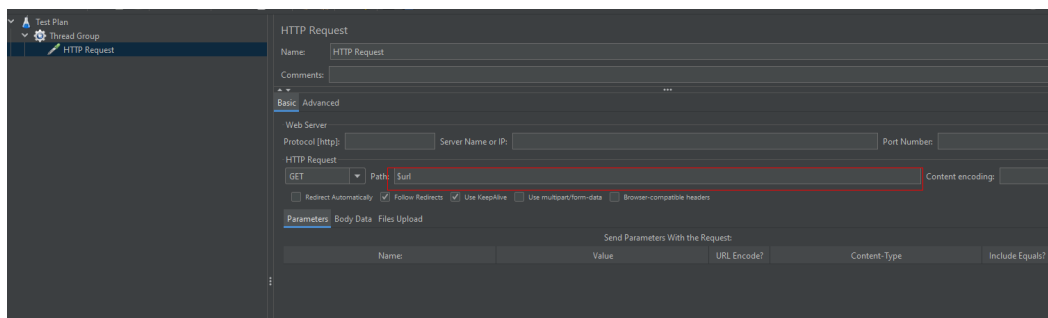 Test Plan
Thread Group
HTTP Request
HTTP Request
Name: HTTP Request
Comments:
Basic Advanced
Web Server
Protocol [http]: Server Name or IP: Port Number:
HTTP Request
GET Path: $url Content encoding:
Redirect Automatically Follow Redirects Use KeepAlive Use multipart/form-data Browser-compatible headers
Parameters Body Data Files Upload
Send Parameters With the Request:
Name: Value URL Encode? Content-Type Include Equals?